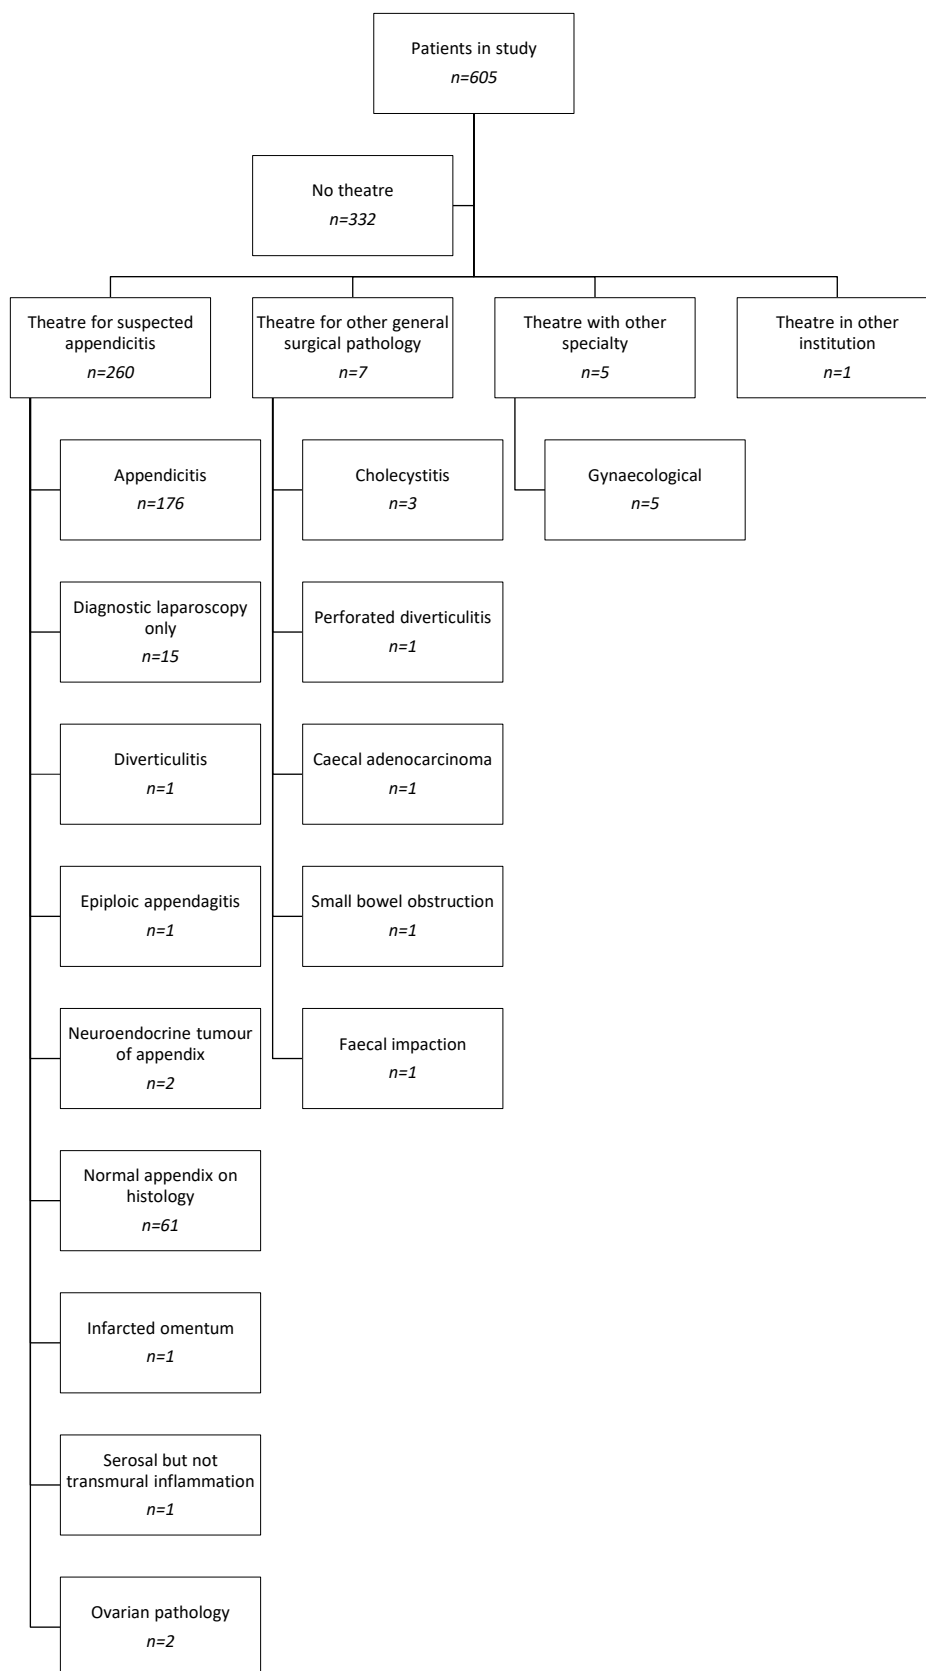 Patients in study
n=605
No theatre
n=332
Theatre for suspected
appendicitis
n=260
Theatre for other general
surgical pathology
n=7
Theatre with other
specialty
n=5
Theatre in other
institution
n=1
Appendicitis
n=176
Cholecystitis
n=3
Gynaecological
n=5
Diagnostic laparoscopy
only
n=15
Perforated diverticulitis
n=1
Diverticulitis
n=1
Caecal adenocarcinoma
n=1
Epiploic appendagitis
n=1
Small bowel obstruction
n=1
Neuroendocrine tumour
of appendix
n=2
Faecal impaction
n=1
Normal appendix on
histology
n=61
Infarcted omentum
n=1
Serosal but not
transmural inflammation
n=1
Ovarian pathology
n=2